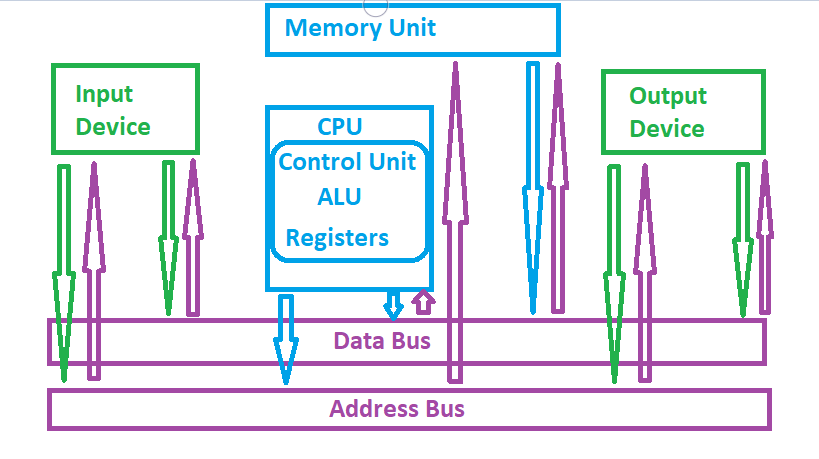 Memory Unit
Input
Device
Output
Device
CPU
Control Unit
ALU
Registers
Data Bus
Address Bus